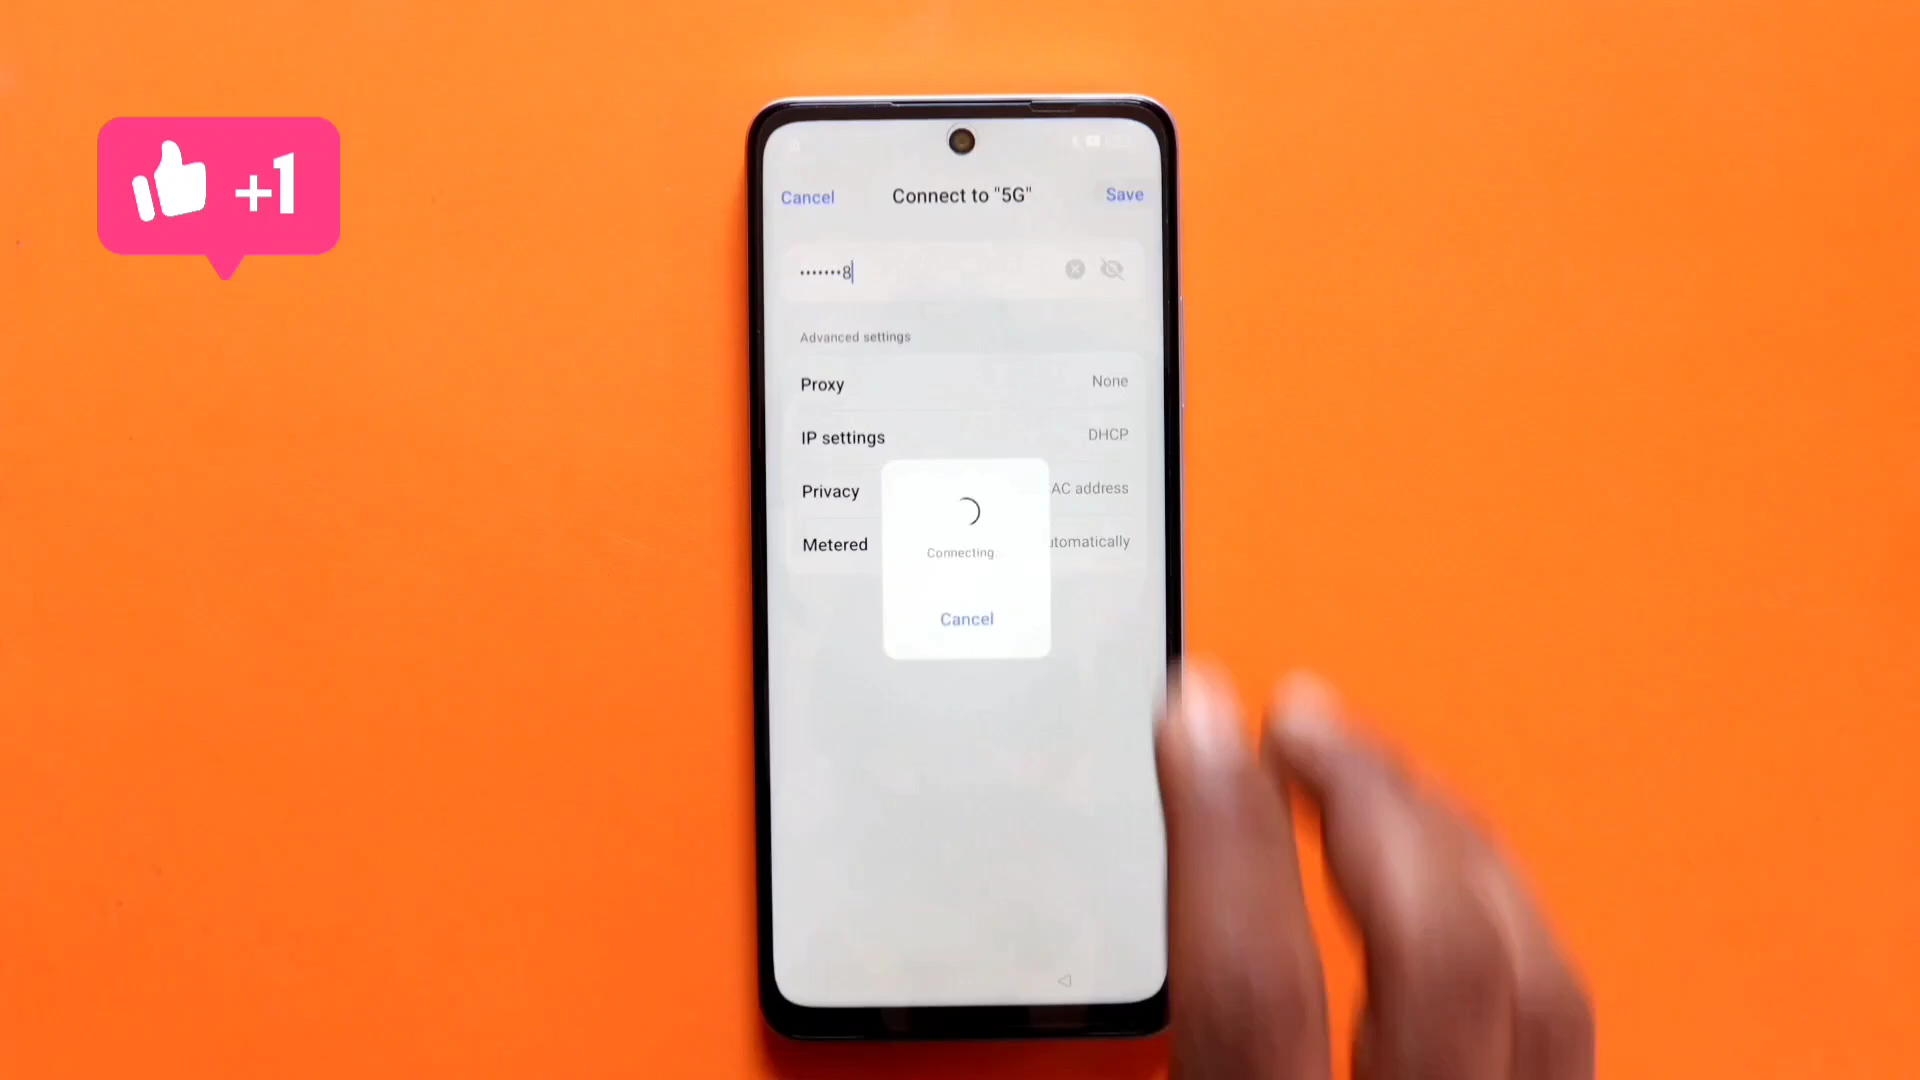 +1
Cancel Connect to "5G" Save
•••••••8
Advanced settings
Proxy None
IP settings DHCP
Privacy AC address
Metered utomatically
Connecting...
Cancel